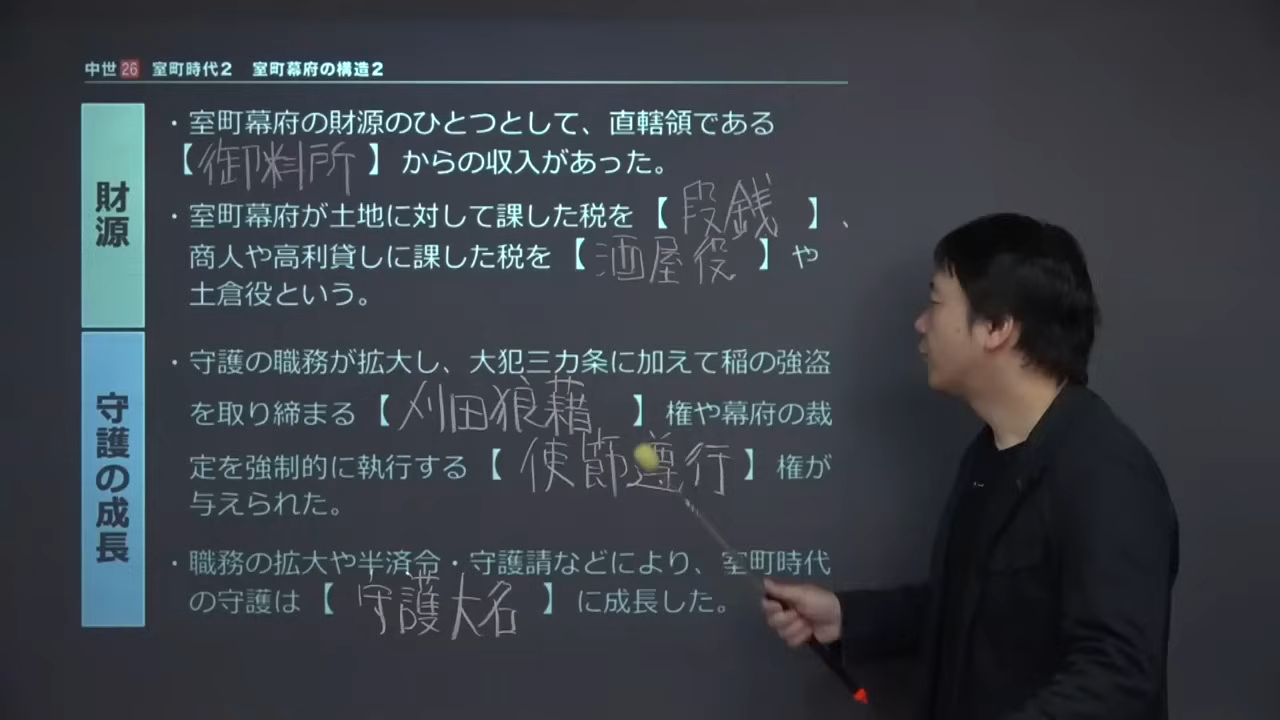 中世26 室町時代2 室町幕府の構造2
財源
・室町幕府の財源のひとつとして、直轄領である
【御料所】からの収入があった。
・室町幕府が土地に対して課した税を【段銭】、
商人や高利貸しに課した税を【酒屋役】や
土倉役という。
守護の成長
・守護の職務が拡大し、大犯三カ条に加えて稲の強盗
を取り締まる【刈田狼藉】権や幕府の裁
定を強制的に執行する【使節遵行】権が
与えられた。
・職務の拡大や半済令・守護請などにより、室町時代
の守護は【守護大名】に成長した。